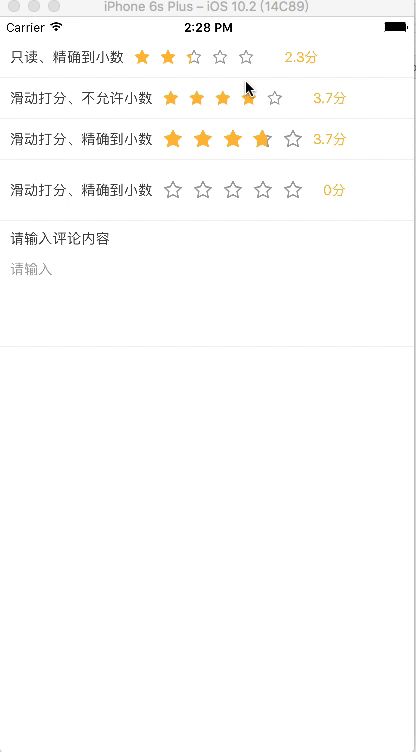 iPhone 6s Plus – iOS 10.2 (14C89)
Carrier 2:28 PM
只读、精确到小数 2.3分
滑动打分、不允许小数 3.7分
滑动打分、精确到小数 3.7分
滑动打分、精确到小数 0分
请输入评论内容
请输入